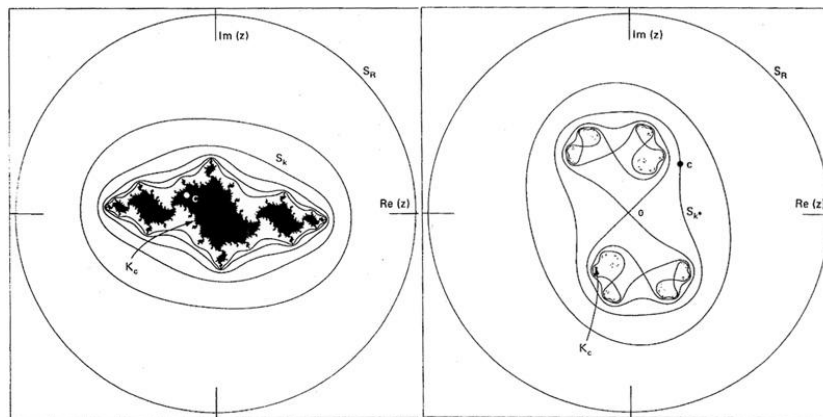 Im (z)
S_R
S_k
c
Re (z)
K_c
Im (z)
S_R
c
Re (z)
0
S_k*
K_c